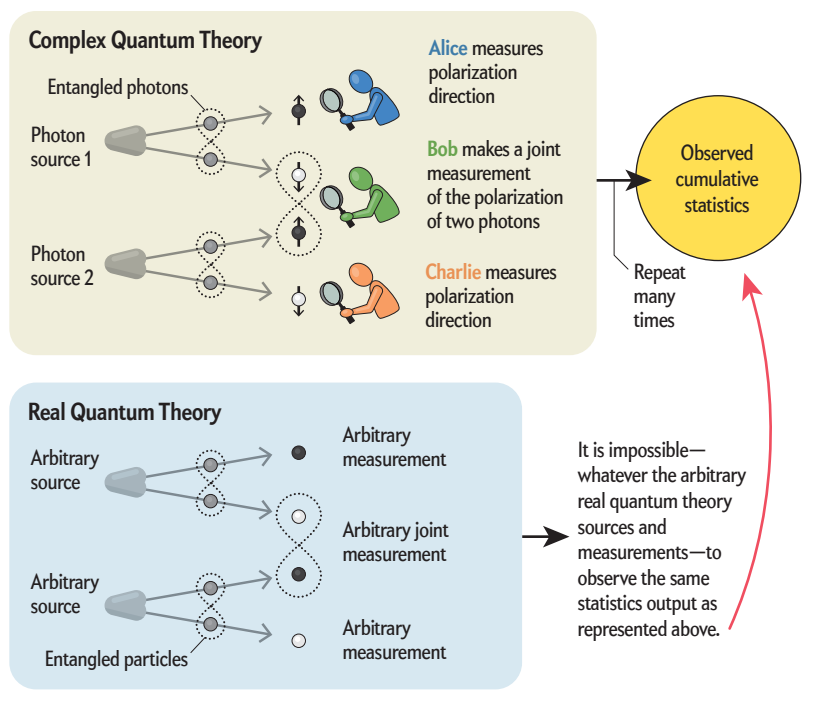 Complex Quantum Theory
Entangled photons
Photon
source 1
Photon
source 2
Alice measures
polarization
direction
Bob makes a joint
measurement
of the polarization
of two photons
Charlie measures
polarization
direction
Observed
cumulative
statistics
Repeat
many
times
Real Quantum Theory
Arbitrary
source
Arbitrary
source
Entangled particles
Arbitrary
measurement
Arbitrary joint
measurement
Arbitrary
measurement
It is impossible—
whatever the arbitrary
real quantum theory
sources and
measurements—to
observe the same
statistics output as
represented above.